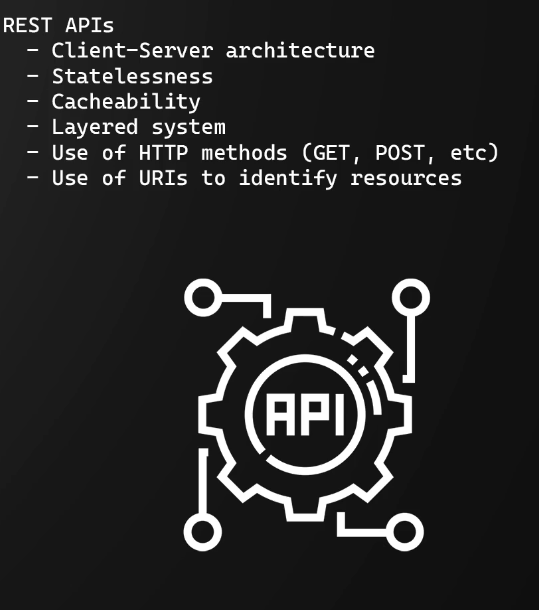 REST APIs
- Client-Server architecture
- Statelessness
- Cacheability
- Layered system
- Use of HTTP methods (GET, POST, etc)
- Use of URIs to identify resources
API